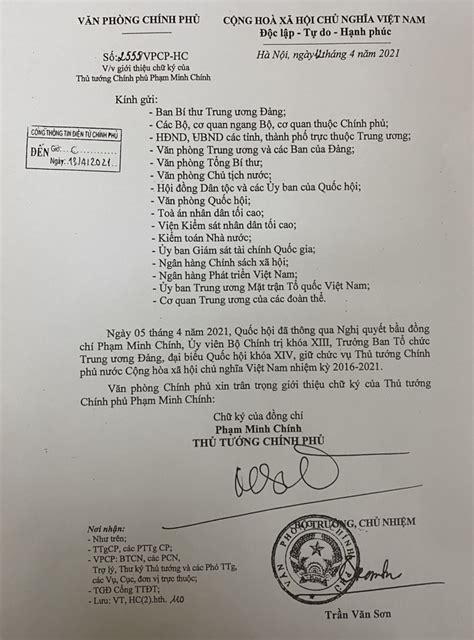 VĂN PHÒNG CHÍNH PHỦ
CỘNG HOÀ XÃ HỘI CHỦ NGHĨA VIỆT NAM
Độc lập - Tự do - Hạnh phúc
Số: 2555/VPCP-HC
Hà Nội, ngày 12 tháng 4 năm 2021
V/v giới thiệu chữ ký của
Thủ tướng Chính phủ Phạm Minh Chính
Kính gửi:
- Ban Bí thư Trung ương Đảng;
- Các Bộ, cơ quan ngang Bộ, cơ quan thuộc Chính phủ;
- HĐND, UBND các tỉnh, thành phố trực thuộc Trung ương;
- Văn phòng Trung ương và các Ban của Đảng;
- Văn phòng Tổng Bí thư;
- Văn phòng Chủ tịch nước;
- Hội đồng Dân tộc và các Ủy ban của Quốc hội;
- Văn phòng Quốc hội;
- Toà án nhân dân tối cao;
- Viện Kiểm sát nhân dân tối cao;
- Kiểm toán Nhà nước;
- Ủy ban Giám sát tài chính Quốc gia;
- Ngân hàng Chính sách xã hội;
- Ngân hàng Phát triển Việt Nam;
- Ủy ban Trung ương Mặt trận Tổ quốc Việt Nam;
- Cơ quan Trung ương của các đoàn thể.
CỔNG THÔNG TIN ĐIỆN TỬ CHÍNH PHỦ
ĐẾN Giờ: C
Ngày: 13/4/2021
Ngày 05 tháng 4 năm 2021, Quốc hội đã thông qua Nghị quyết bầu đồng
chí Phạm Minh Chính, Ủy viên Bộ Chính trị khóa XIII, Trưởng Ban Tổ chức
Trung ương Đảng, đại biểu Quốc hội khóa XIV, giữ chức vụ Thủ tướng Chính
phủ nước Cộng hòa xã hội chủ nghĩa Việt Nam nhiệm kỳ 2016-2021.
Văn phòng Chính phủ xin trân trọng giới thiệu chữ ký của Thủ tướng
Chính phủ Phạm Minh Chính:
Chữ ký của đồng chí
Phạm Minh Chính
THỦ TƯỚNG CHÍNH PHỦ
Nơi nhận:
- Như trên;
- TTgCP, các PTTg CP;
- VPCP: BTCN, các PCN,
Trợ lý, Thư ký Thủ tướng và các Phó TTg,
các Vụ, Cục, đơn vị trực thuộc;
- TGĐ Cổng TTĐT;
- Lưu: VT, HC(2).hth. 110
BỘ TRƯỞNG, CHỦ NHIỆM
VĂN PHÒNG CHÍNH PHỦ
Trần Văn Sơn